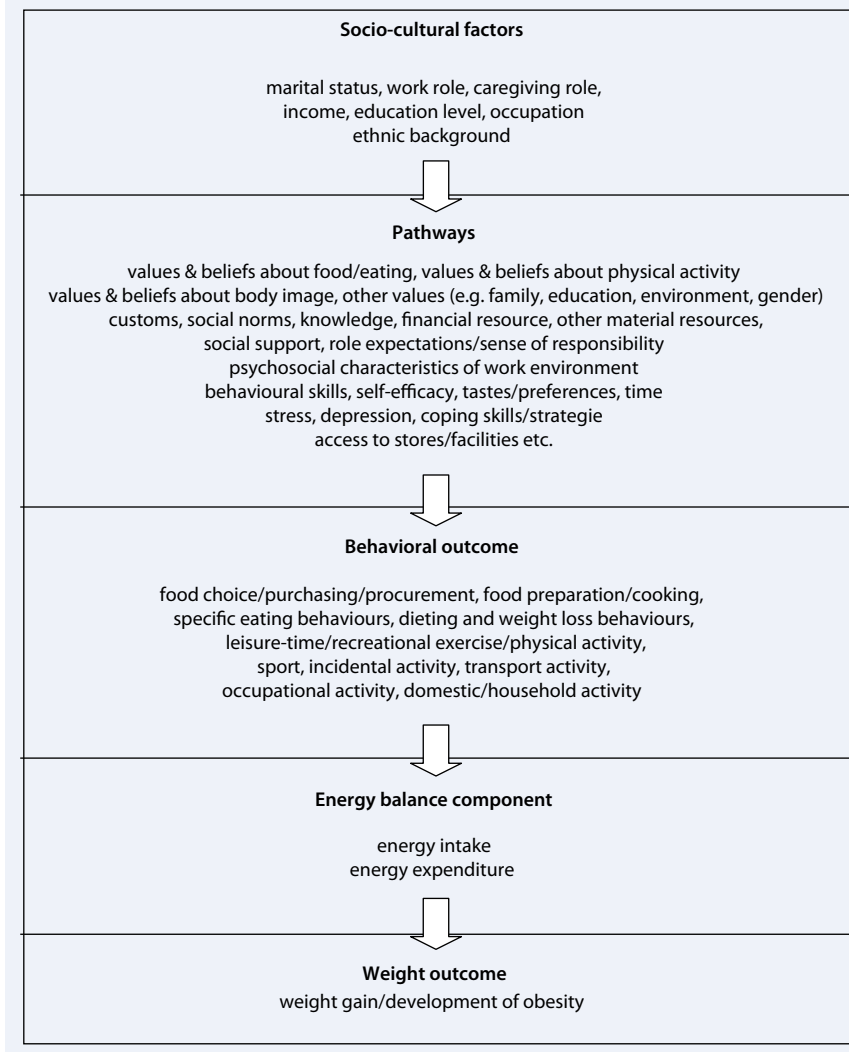 Socio-cultural factors
marital status, work role, caregiving role,
income, education level, occupation
ethnic background
Pathways
values & beliefs about food/eating, values & beliefs about physical activity
values & beliefs about body image, other values (e.g. family, education, environment, gender)
customs, social norms, knowledge, financial resource, other material resources,
social support, role expectations/sense of responsibility
psychosocial characteristics of work environment
behavioural skills, self-efficacy, tastes/preferences, time
stress, depression, coping skills/strategie
access to stores/facilities etc.
Behavioral outcome
food choice/purchasing/procurement, food preparation/cooking,
specific eating behaviours, dieting and weight loss behaviours,
leisure-time/recreational exercise/physical activity,
sport, incidental activity, transport activity,
occupational activity, domestic/household activity
Energy balance component
energy intake
energy expenditure
Weight outcome
weight gain/development of obesity